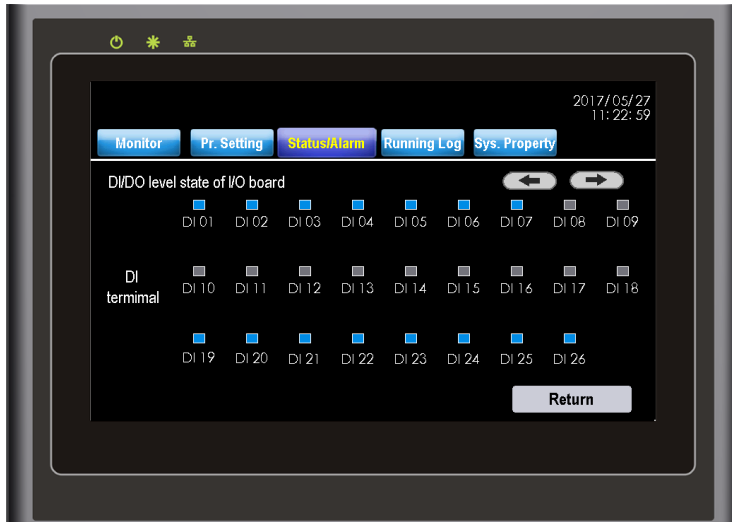 2017/05/27
11:22:59
Monitor Pr. Setting Status/Alarm Running Log Sys. Property
DI/DO level state of I/O board
DI 01 DI 02 DI 03 DI 04 DI 05 DI 06 DI 07 DI 08 DI 09
DI
termimal
DI 10 DI 11 DI 12 DI 13 DI 14 DI 15 DI 16 DI 17 DI 18
DI 19 DI 20 DI 21 DI 22 DI 23 DI 24 DI 25 DI 26
Return